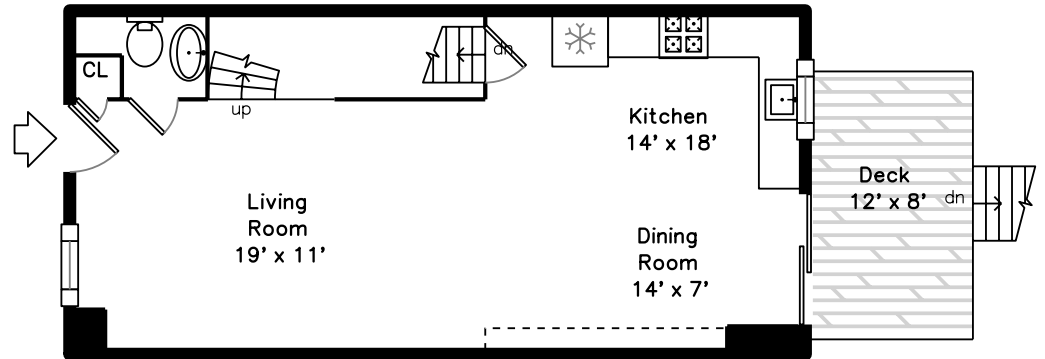 CL
up
dn
Kitchen
14' x 18'
Living
Room
19' x 11'
Dining
Room
14' x 7'
Deck
12' x 8'
dn